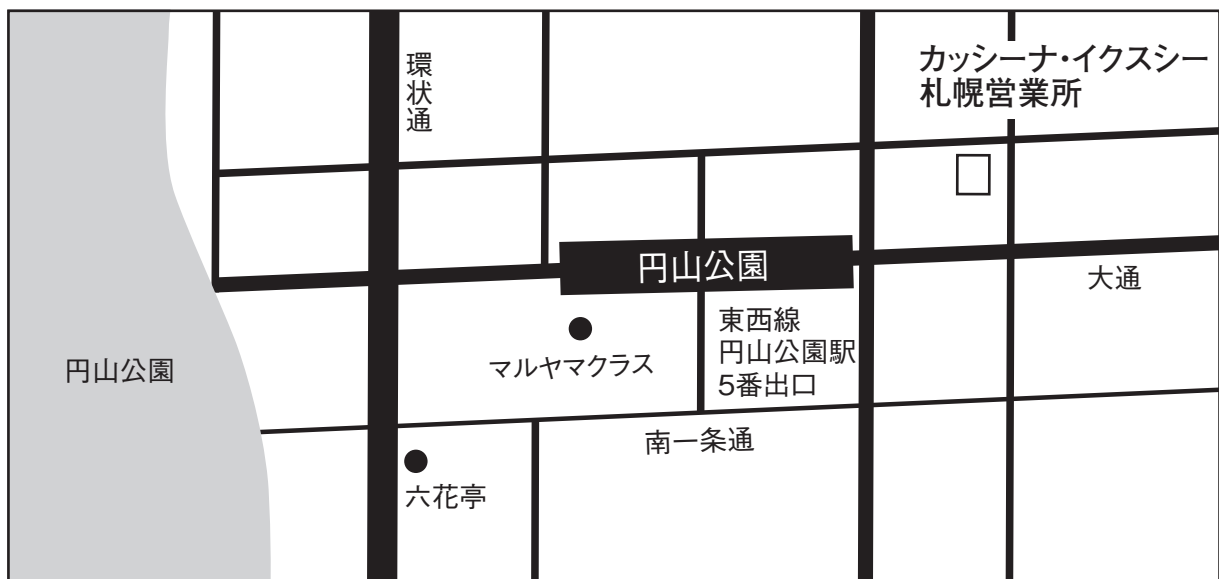 環状通
カッシーナ・イクスシー
札幌営業所
円山公園
大通
東西線
円山公園駅
5番出口
マルヤマクラス
円山公園
南一条通
六花亭